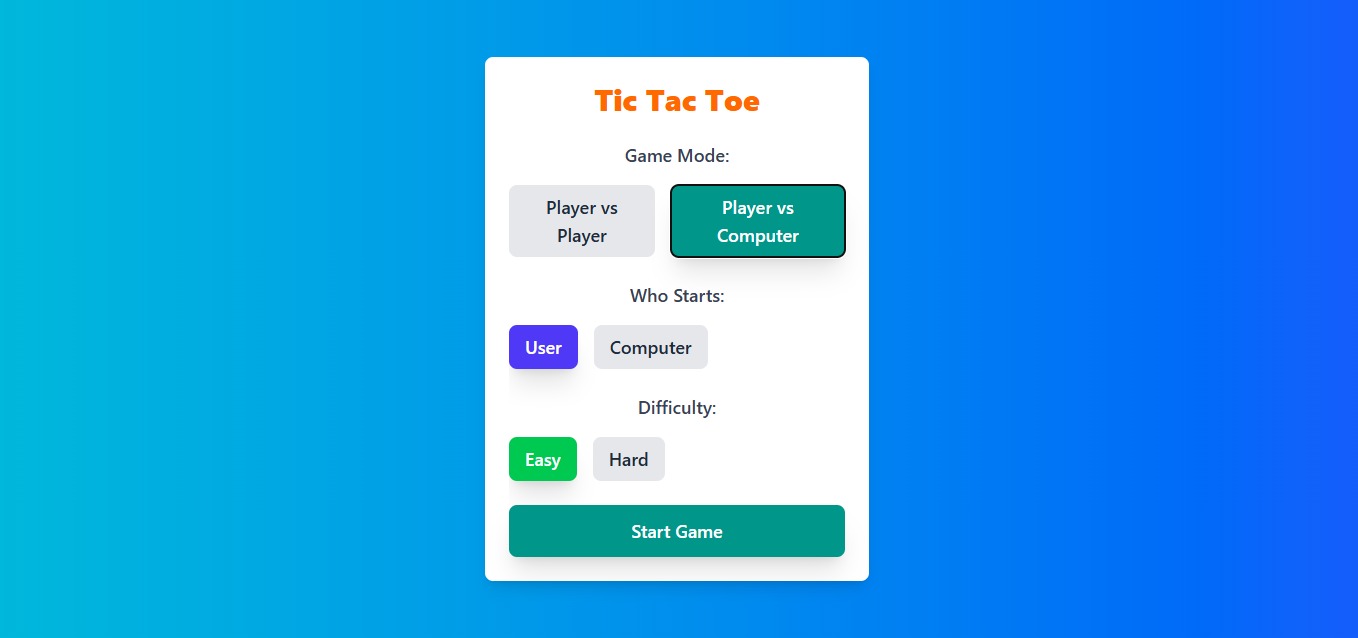 Tic Tac Toe
Game Mode:
Player vs
Player
Player vs
Computer
Who Starts:
User
Computer
Difficulty:
Easy
Hard
Start Game